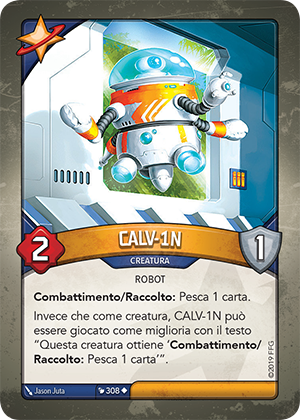 CALV-1N
2
CREATURA
1
ROBOT
Combattimento/Raccolto: Pesca 1 carta.
Invece che come creatura, CALV-1N può
essere giocato come miglioria con il testo
“Questa creatura ottiene ‘Combattimento/
Raccolto: Pesca 1 carta’”.
Jason Juta
308
©2019 FFG